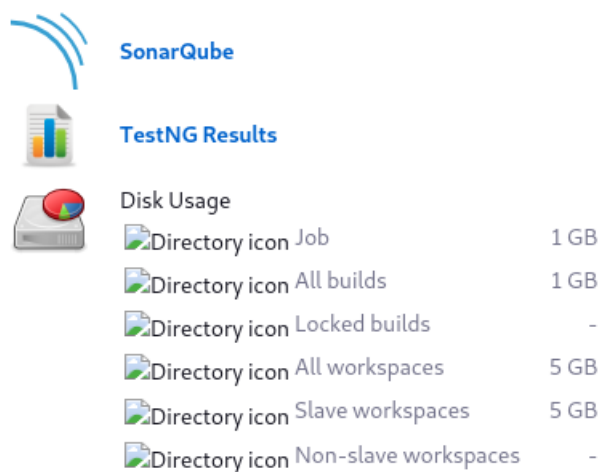 SonarQube
TestNG Results
Disk Usage
Directory icon Job 1 GB
Directory icon All builds 1 GB
Directory icon Locked builds -
Directory icon All workspaces 5 GB
Directory icon Slave workspaces 5 GB
Directory icon Non-slave workspaces -